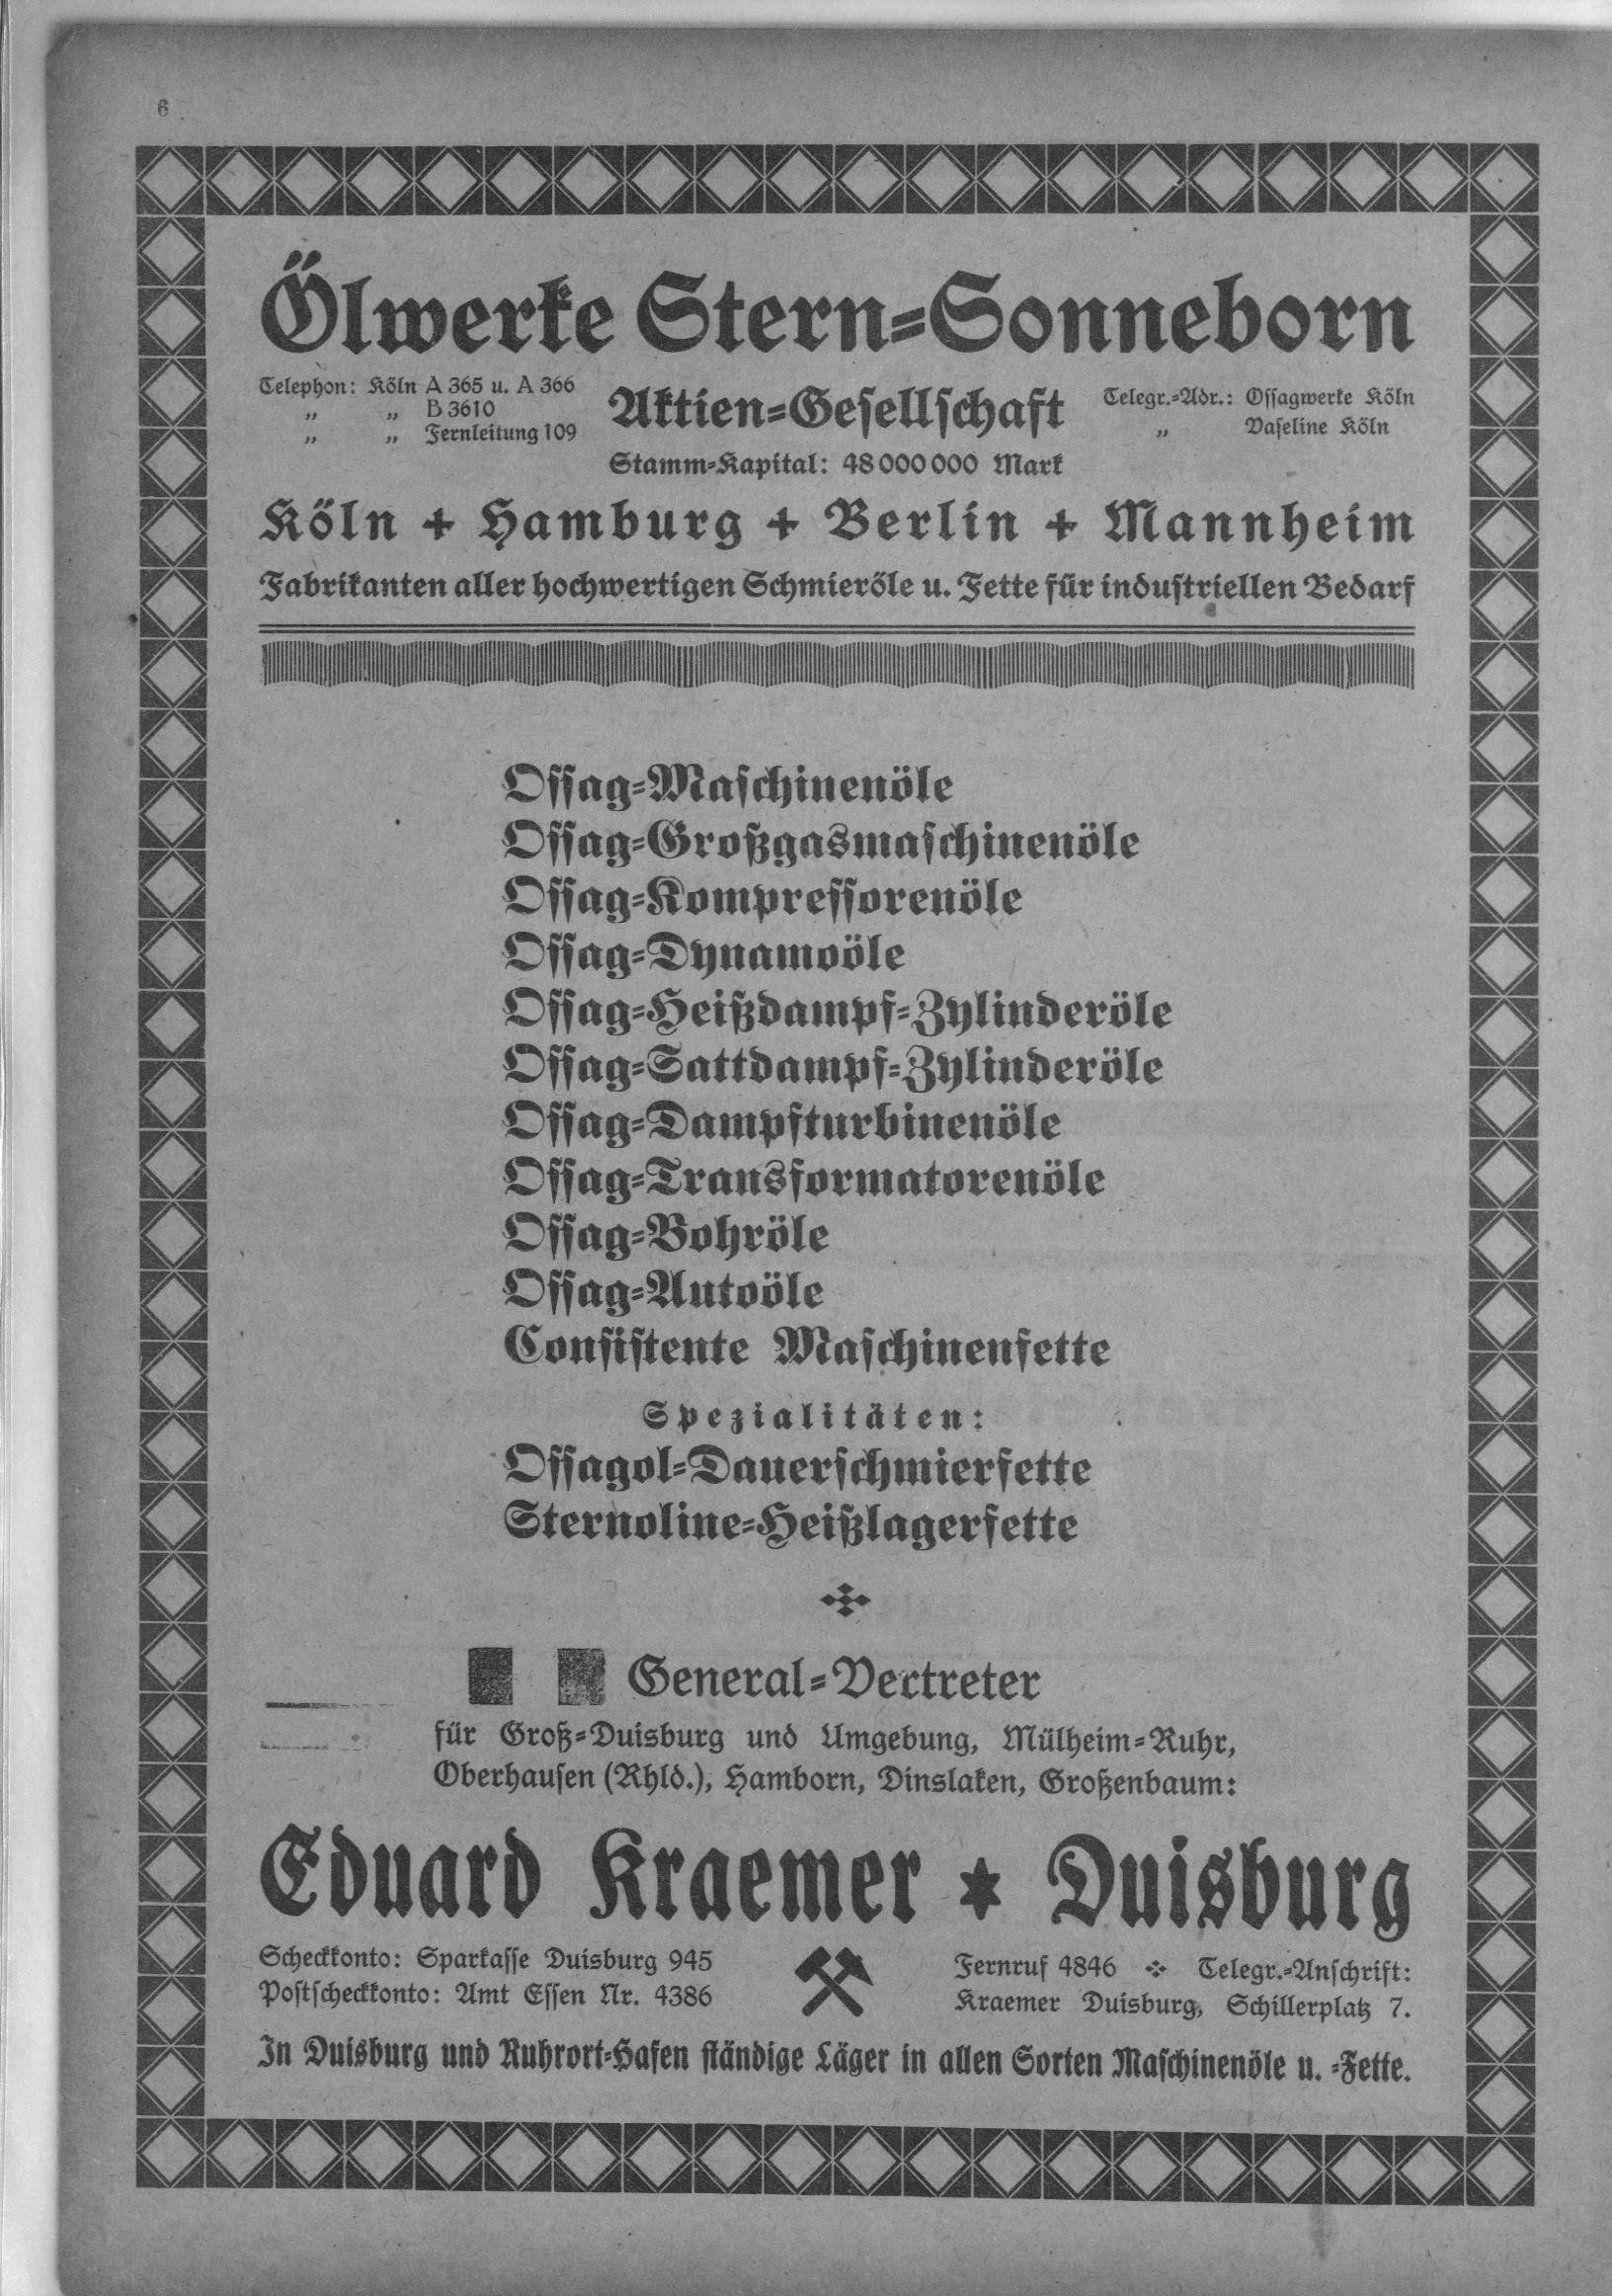 6
Ölwerke Stern-Sonneborn
Telephon: Köln A 365 u. A 366
„ „ B 3610
„ „ Fernleitung 109
Aktien-Gesellschaft
Stamm-Kapital: 48 000 000 Mark
Telegr.-Adr.: Ossagwerke Köln
„ Vaseline Köln
Köln + Hamburg + Berlin + Mannheim
Fabrikanten aller hochwertigen Schmieröle u. Fette für industriellen Bedarf
Ossag-Maschinenöle
Ossag-Großgasmaschinenöle
Ossag-Kompressorenöle
Ossag-Dynamoöle
Ossag-Heißdampf-Zylinderöle
Ossag-Sattdampf-Zylinderöle
Ossag-Dampfturbinenöle
Ossag-Transformatorenöle
Ossag-Bohröle
Ossag-Autoöle
Consistente Maschinenfette
Spezialitäten:
Ossagol-Dauerschmierfette
Sternoline-Heißlagerfette
General-Vertreter
für Groß-Duisburg und Umgebung, Mülheim-Ruhr,
Oberhausen (Rhld.), Hamborn, Dinslaken, Großenbaum:
Eduard Kraemer * Duisburg
Scheckkonto: Sparkasse Duisburg 945
Postscheckkonto: Amt Essen Nr. 4386
Fernruf 4846 Telegr.-Anschrift:
Kraemer Duisburg, Schillerplatz 7.
In Duisburg und Ruhrort-Hafen ständige Läger in allen Sorten Maschinenöle u. -Fette.